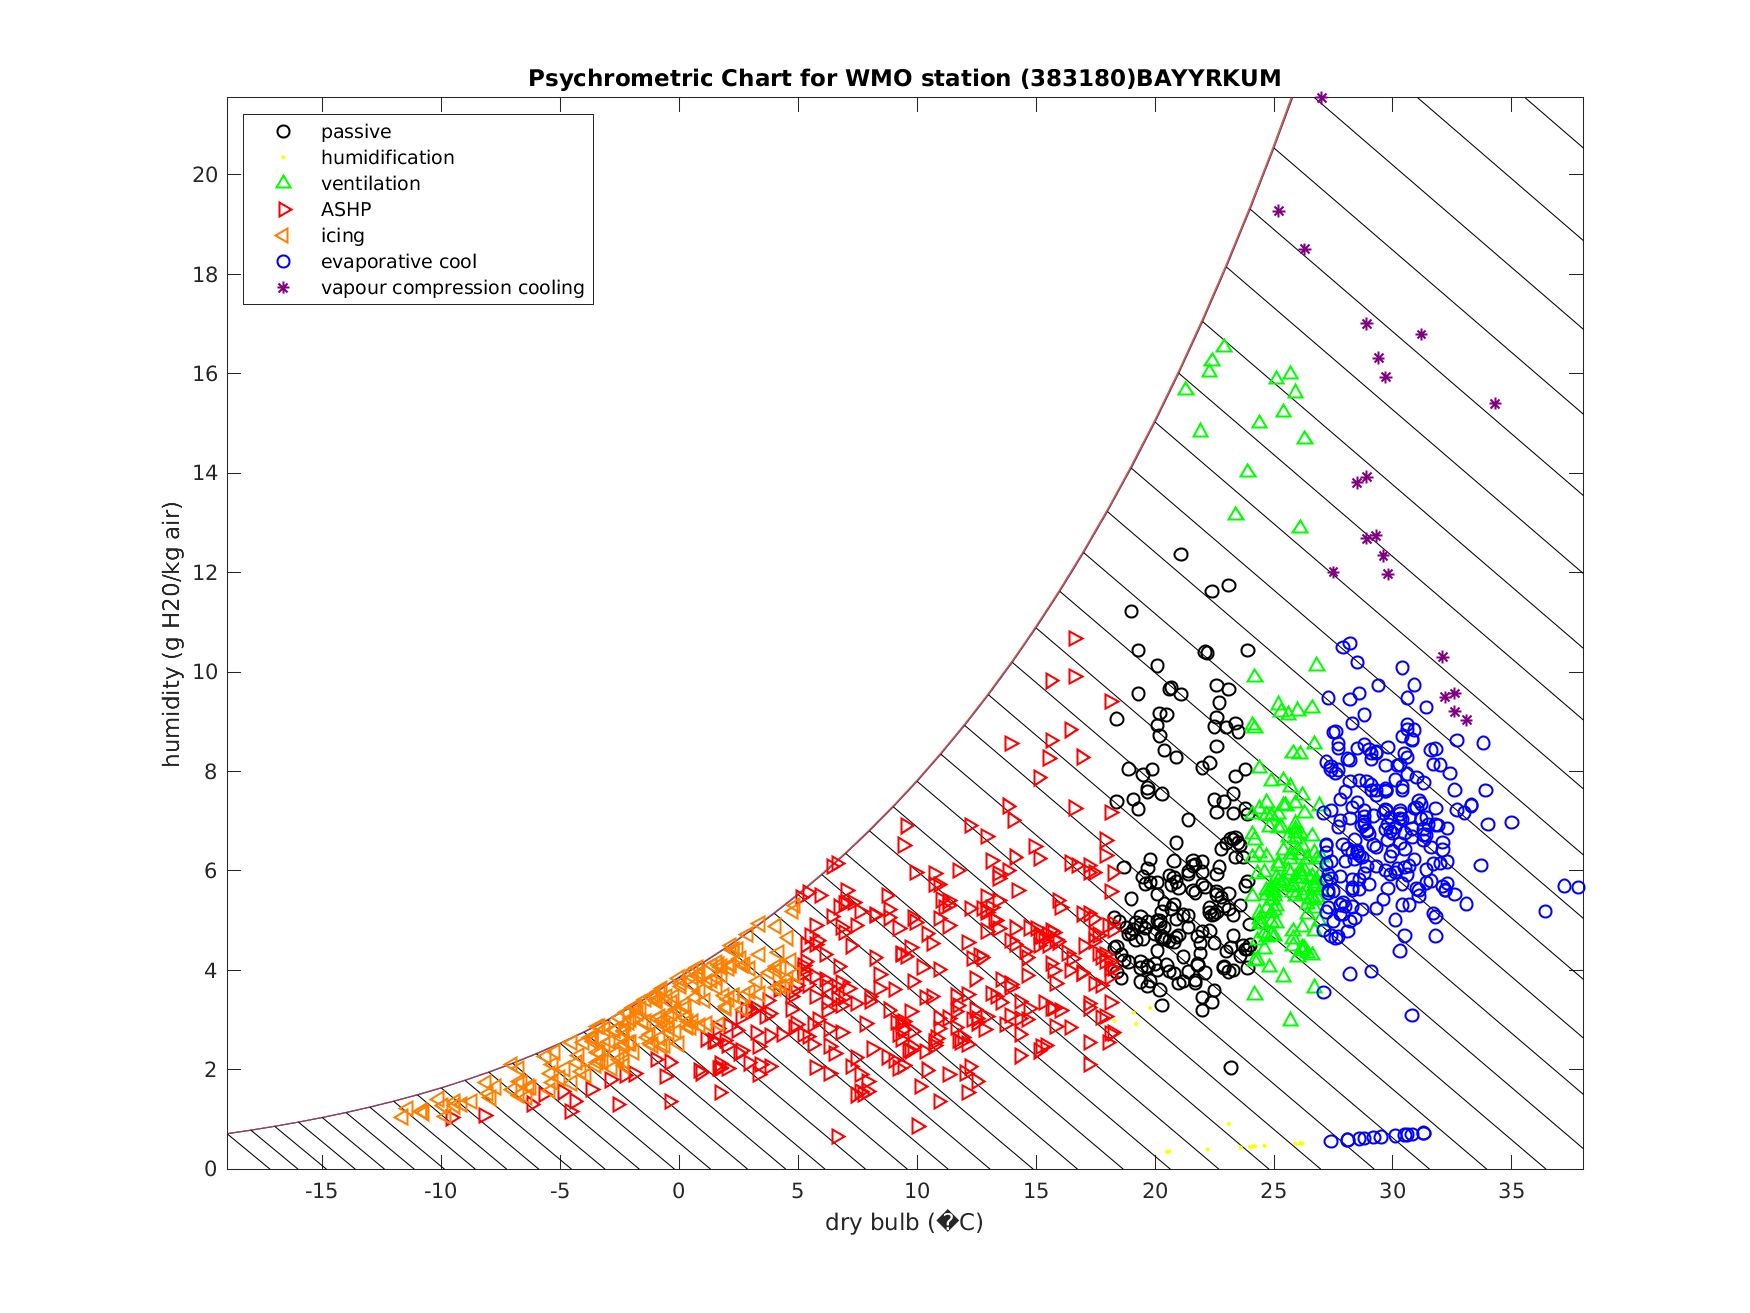 Psychrometric Chart for WMO station (383180)BAYYRKUM
passive
humidification
ventilation
ASHP
icing
evaporative cool
vapour compression cooling
humidity (g H20/kg air)
20
18
16
14
12
10
8
6
4
2
0
-15 -10 -5 0 5 10 15 20 25 30 35
dry bulb (�C)